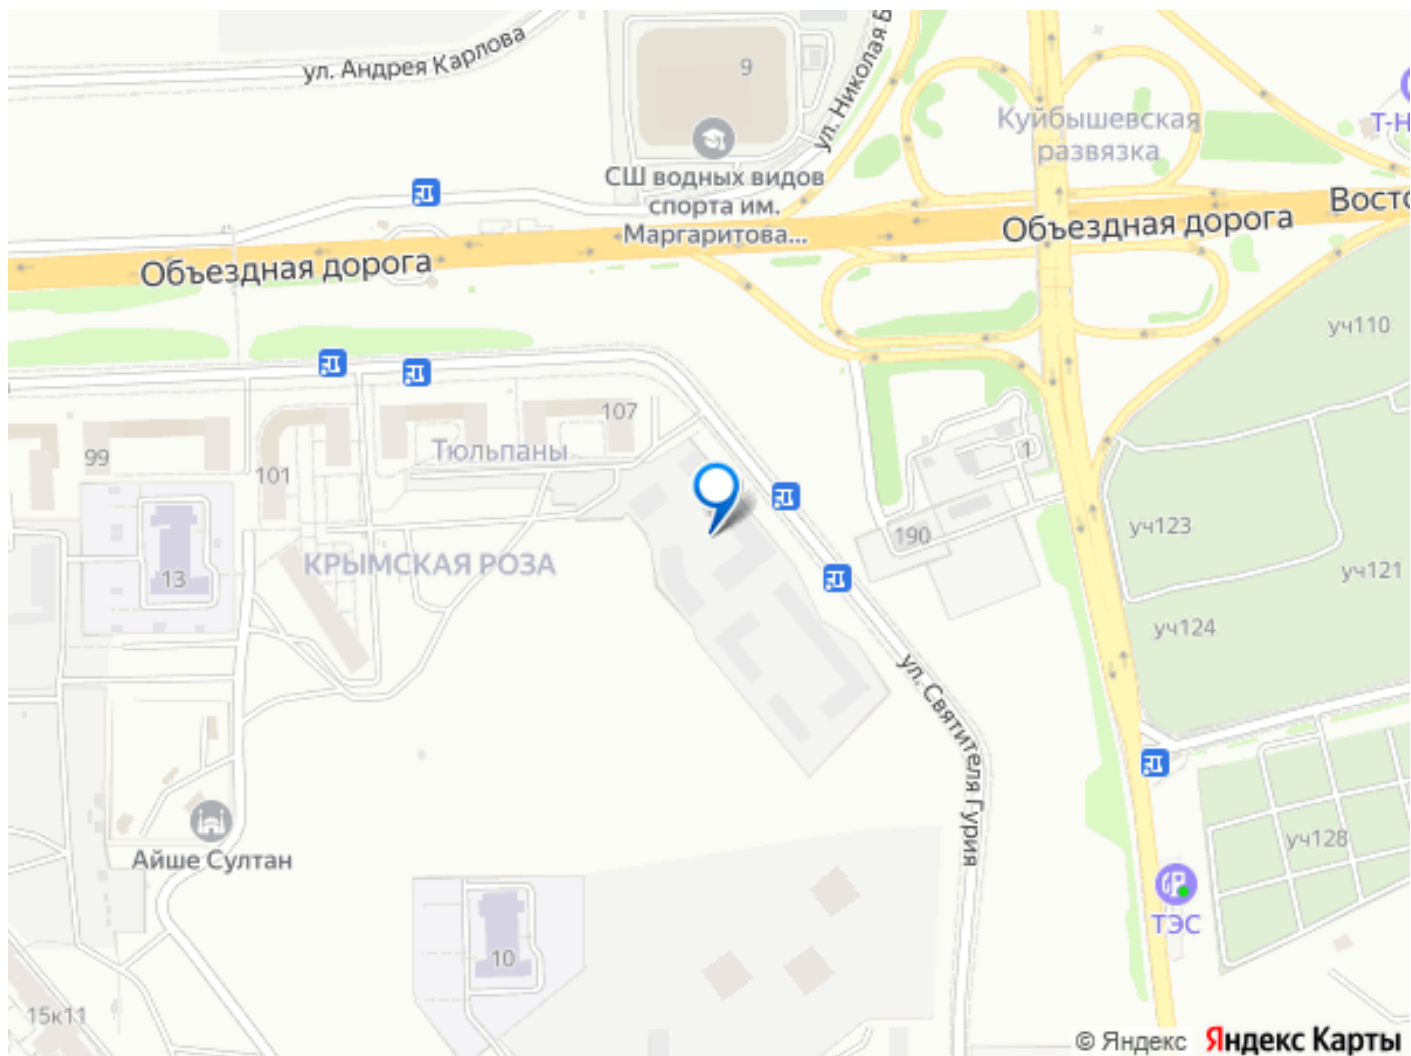 ул. Андрея Карлова
9
ул. Николая Б
Куйбышевская
развязка
Т-Н
СШ водных видов
спорта им.
Маргаритова...
Восто
Объездная дорога
Объездная дорога
уч110
107
Тюльпаны
99
101
1
уч123
190
КРЫМСКАЯ РОЗА
13
уч121
уч124
ул. Святителя Гурия
уч128
Айше Султан
ТЭС
10
15к11
© Яндекс
Яндекс Карты